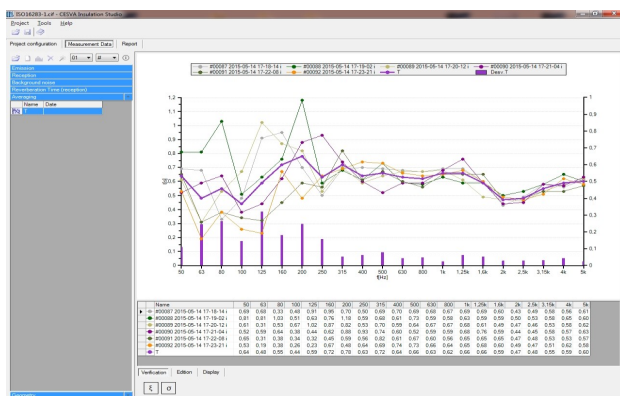 ISO16283-1.cif - CESVA Insulation Studio
Project Tools Help
Project configuration Measurement Data Report
01 #
Emission
Reception
Background noise
Reverberation Time (reception)
Averaging
Name Date
#00087 2015-05-14 17-18-14 i #00088 2015-05-14 17-19-02 i #00089 2015-05-14 17-20-12 i #00090 2015-05-14 17-21-04 i
#00091 2015-05-14 17-22-08 i #00092 2015-05-14 17-23-21 i T Desv.T
1,2
1,1
1
0,9
0,8
0,7
0,6
0,5
0,4
0,3
0,2
0,1
0
t(s)
1
0,9
0,8
0,7
0,6
0,5
0,4
0,3
0,2
0,1
0
50 63 80 100 125 160 200 250 315 400 500 630 800 1k 1.25k 1.6k 2k 2.5k 3.15k 4k 5k
f(Hz)
Name 50 63 80 100 125 160 200 250 315 400 500 630 800 1k 1.25k 1.6k 2k 2.5k 3.15k 4k 5k
#00087 2015-05-14 17-18-14 i 0,69 0,68 0,33 0,48 0,91 0,95 0,70 0,50 0,69 0,70 0,69 0,68 0,67 0,69 0,69 0,60 0,43 0,49 0,58 0,56 0,61
#00088 2015-05-14 17-19-02 i 0,81 0,81 1,03 0,51 0,63 0,76 1,18 0,59 0,68 0,61 0,73 0,59 0,58 0,63 0,59 0,59 0,50 0,53 0,58 0,65 0,60
#00089 2015-05-14 17-20-12 i 0,61 0,31 0,53 0,67 1,02 0,87 0,82 0,53 0,70 0,59 0,64 0,67 0,67 0,68 0,61 0,49 0,47 0,46 0,53 0,58 0,62
#00090 2015-05-14 17-21-04 i 0,52 0,59 0,64 0,38 0,44 0,62 0,88 0,93 0,74 0,60 0,52 0,59 0,59 0,68 0,76 0,59 0,44 0,45 0,58 0,57 0,63
#00091 2015-05-14 17-22-08 i 0,65 0,31 0,38 0,34 0,32 0,45 0,59 0,56 0,82 0,61 0,67 0,60 0,56 0,65 0,65 0,65 0,47 0,48 0,53 0,53 0,57
#00092 2015-05-14 17-23-21 i 0,53 0,19 0,38 0,26 0,23 0,67 0,48 0,64 0,69 0,74 0,73 0,66 0,64 0,65 0,68 0,60 0,49 0,47 0,51 0,62 0,58
T 0,64 0,48 0,55 0,44 0,59 0,72 0,78 0,63 0,72 0,64 0,66 0,63 0,62 0,66 0,66 0,59 0,47 0,48 0,55 0,59 0,60
Verification Edition Display
ξ σ
Geometry